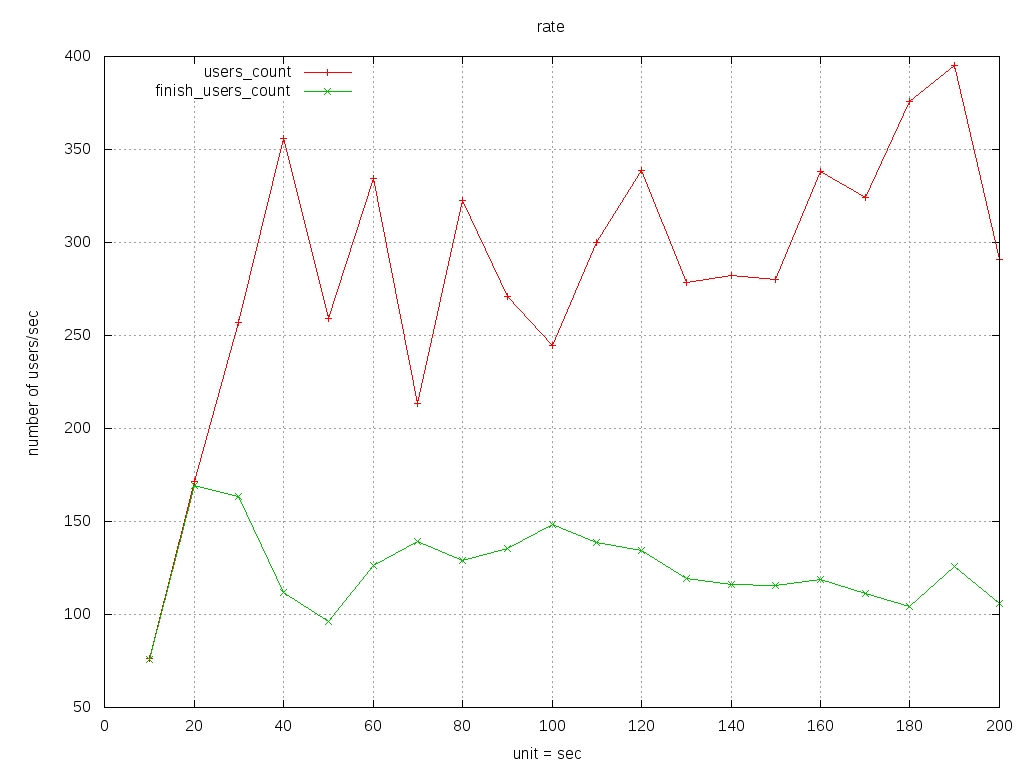 rate
users_count
finish_users_count
400
350
300
250
200
150
100
50
number of users/sec
0 20 40 60 80 100 120 140 160 180 200
unit = sec